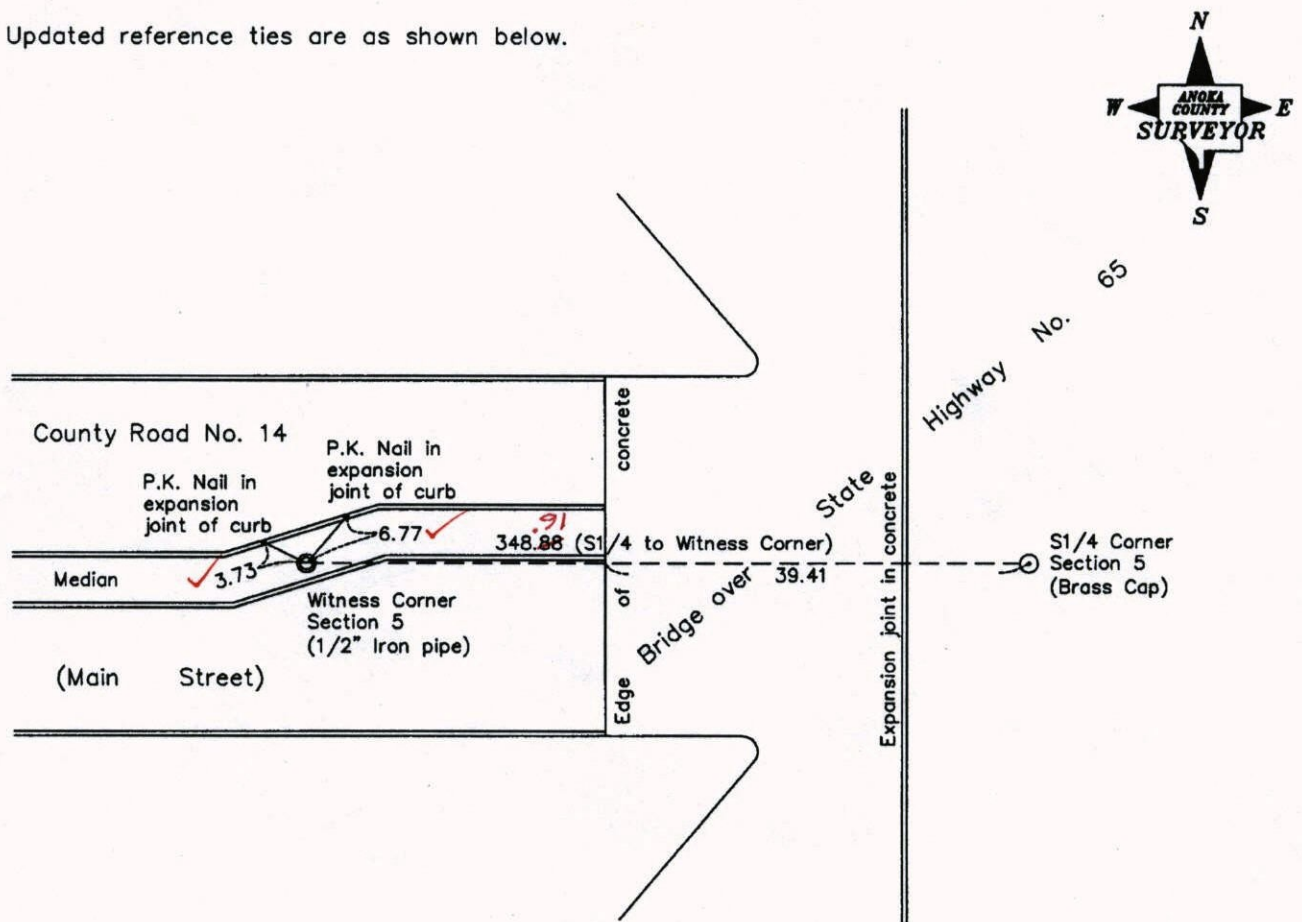 Updated reference ties are as shown below.
N
W
ANOKA
COUNTY
E
SURVEYOR
S
Highway No. 65
County Road No. 14
P.K. Nail in
expansion
joint of curb
P.K. Nail in
expansion
joint of curb
Edge of concrete
Bridge over State
Expansion joint in concrete
6.77
.91
348.88 (S1/4 to Witness Corner)
39.41
S1/4 Corner
Section 5
(Brass Cap)
Median
3.73
Witness Corner
Section 5
(1/2" Iron pipe)
(Main Street)